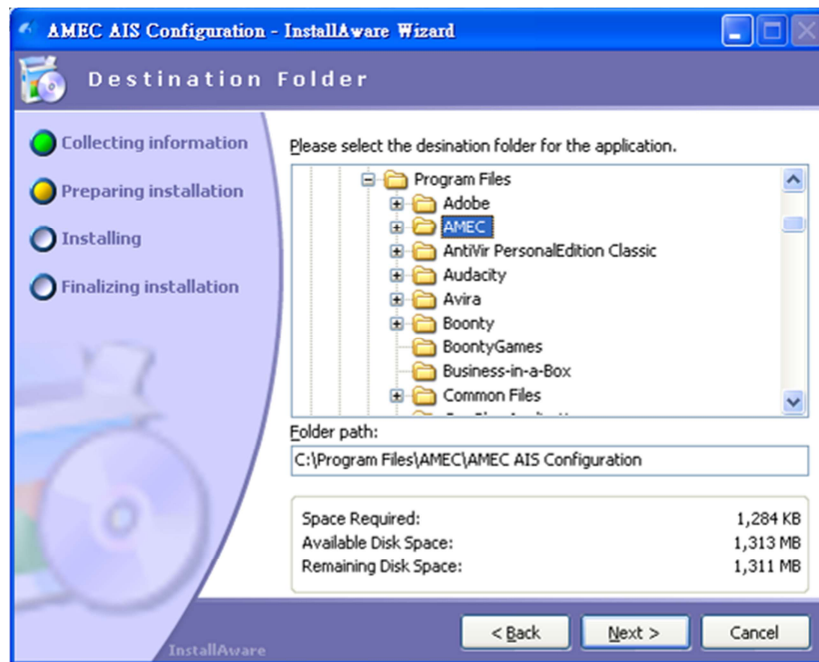 AMEC AIS Configuration - InstallAware Wizard
Destination Folder
Collecting information
Preparing installation
Installing
Finalizing installation
Please select the desination folder for the application.
Program Files
Adobe
AMEC
AntiVir PersonalEdition Classic
Audacity
Avira
Boonty
BoontyGames
Business-in-a-Box
Common Files
Folder path:
C:\Program Files\AMEC\AMEC AIS Configuration
Space Required: 1,284 KB
Available Disk Space: 1,313 MB
Remaining Disk Space: 1,311 MB
InstallAware
< Back Next > Cancel